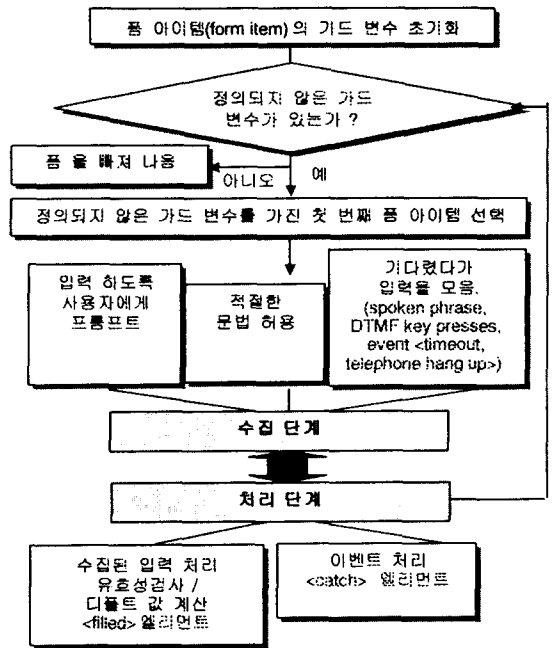 폼 아이템(form item)의 가드 변수 초기화
정의되지 않은 가드
변수가 있는가 ?
폼 을 빠져 나옴
아니오
예
정의되지 않은 가드 변수를 가진 첫 번째 폼 아이템 선택
입력 하도록
사용자에게
프롬프트
적절한
문법 허용
기다렸다가
입력을 모음.
(spoken phrase,
DTMF key presses,
event <timeout,
telephone hang up>)
수집 단계
처리 단계
수집된 입력 처리
유효성검사 /
디폴트 값 계산
<filled> 엘리먼트
이벤트 처리
<catch> 엘리먼트